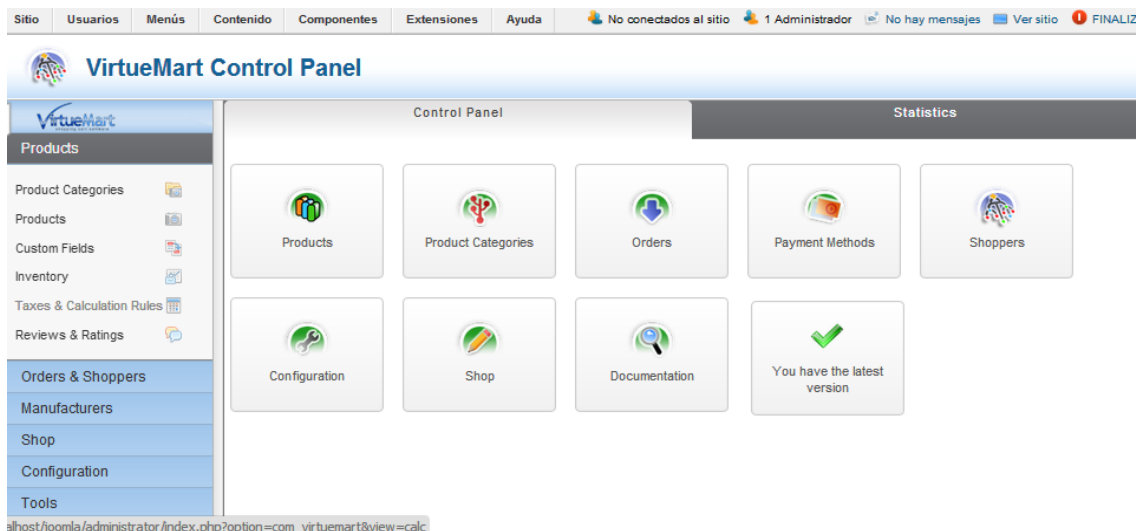 Sitio Usuarios Menús Contenido Componentes Extensiones Ayuda No conectados al sitio 1 Administrador No hay mensajes Ver sitio FINALIZ
VirtueMart Control Panel
VirtueMart
Control Panel Statistics
Products
Product Categories
Products
Custom Fields
Inventory
Taxes & Calculation Rules
Reviews & Ratings
Orders & Shoppers
Manufacturers
Shop
Configuration
Tools
Products Product Categories Orders Payment Methods Shoppers
Configuration Shop Documentation You have the latest
version
alhost/joomla/administrator/index.php?option=com_virtuemart&view=calc